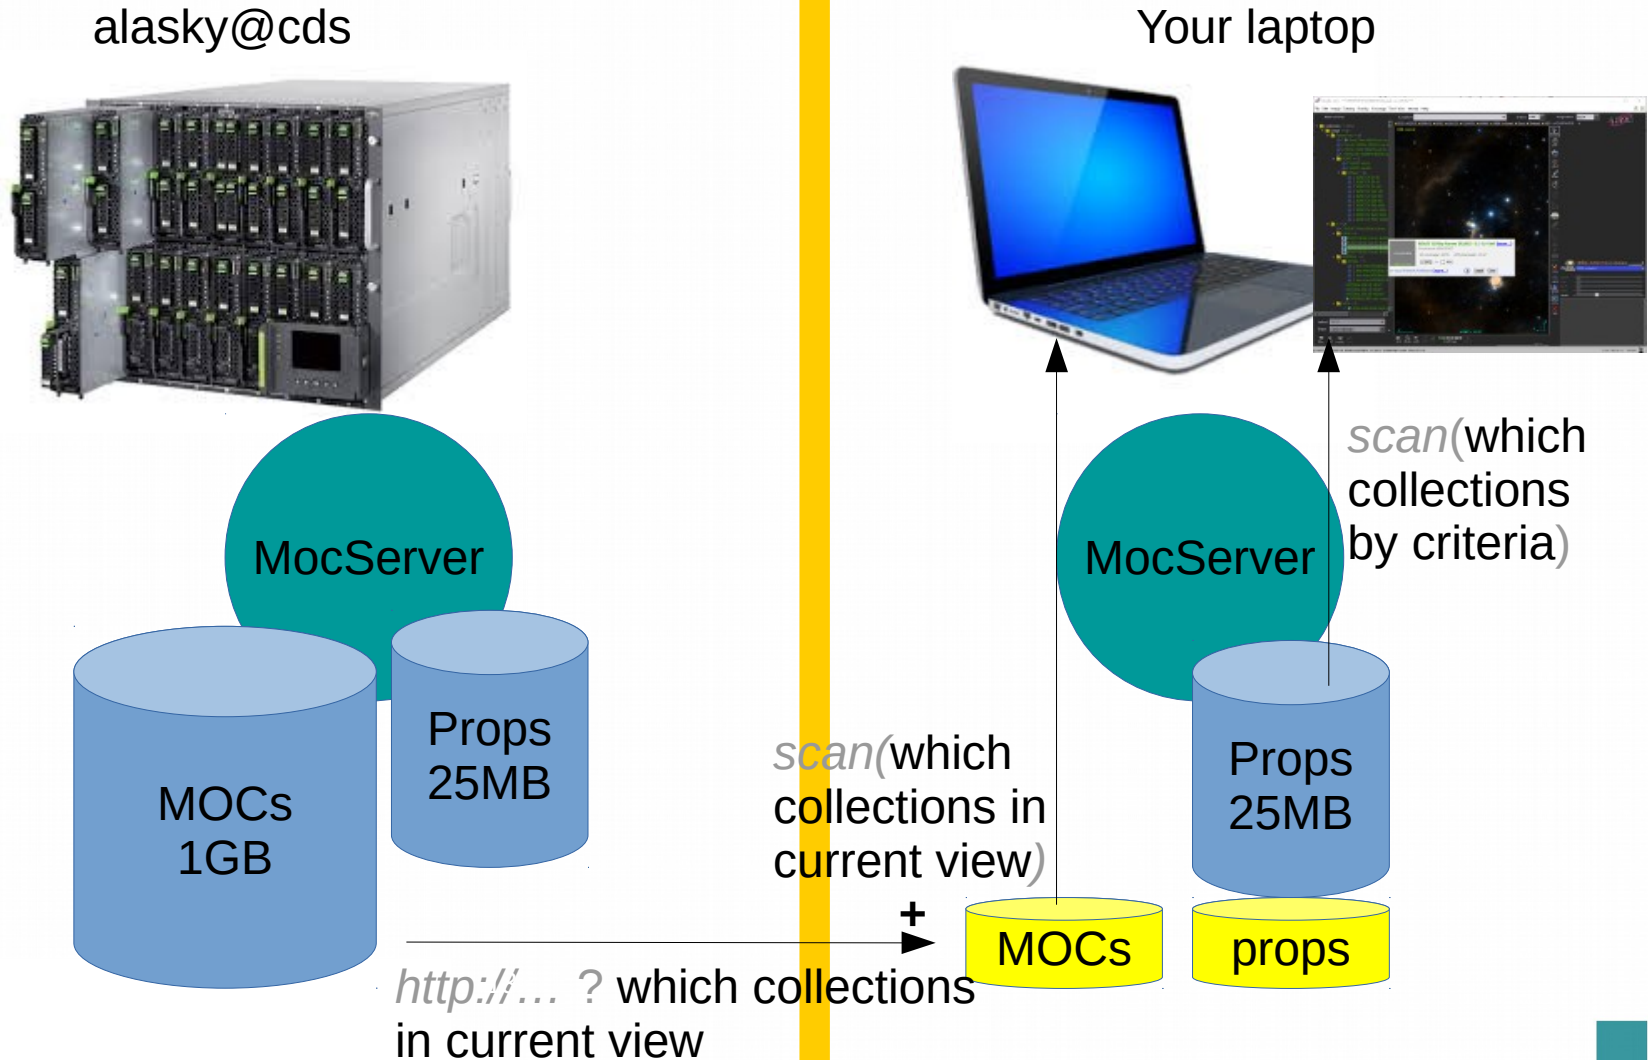 alasky@cds
Your laptop
MocServer
Props
25MB
MOCs
1GB
http://... ? which collections
in current view
scan(which
collections in
current view)
+
MocServer
scan(which
collections
by criteria)
Props
25MB
MOCs
props